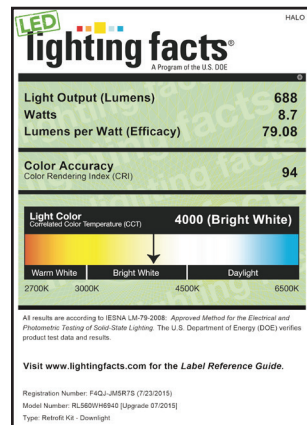 HALO
LED
lighting facts®
A Program of the U.S. DOE
Light Output (Lumens) 688
Watts 8.7
Lumens per Watt (Efficacy) 79.08
Color Accuracy
Color Rendering Index (CRI) 94
Light Color
Correlated Color Temperature (CCT) 4000 (Bright White)
Warm White Bright White Daylight
2700K 3000K 4500K 6500K
All results are according to IESNA LM-79-2008: Approved Method for the Electrical and
Photometric Testing of Solid-State Lighting. The U.S. Department of Energy (DOE) verifies
product test data and results.
Visit www.lightingfacts.com for the Label Reference Guide.
Registration Number: F4QJ-JM5R7S (7/23/2015)
Model Number: RL560WH6940 [Upgrade 07/2015]
Type: Retrofit Kit - Downlight